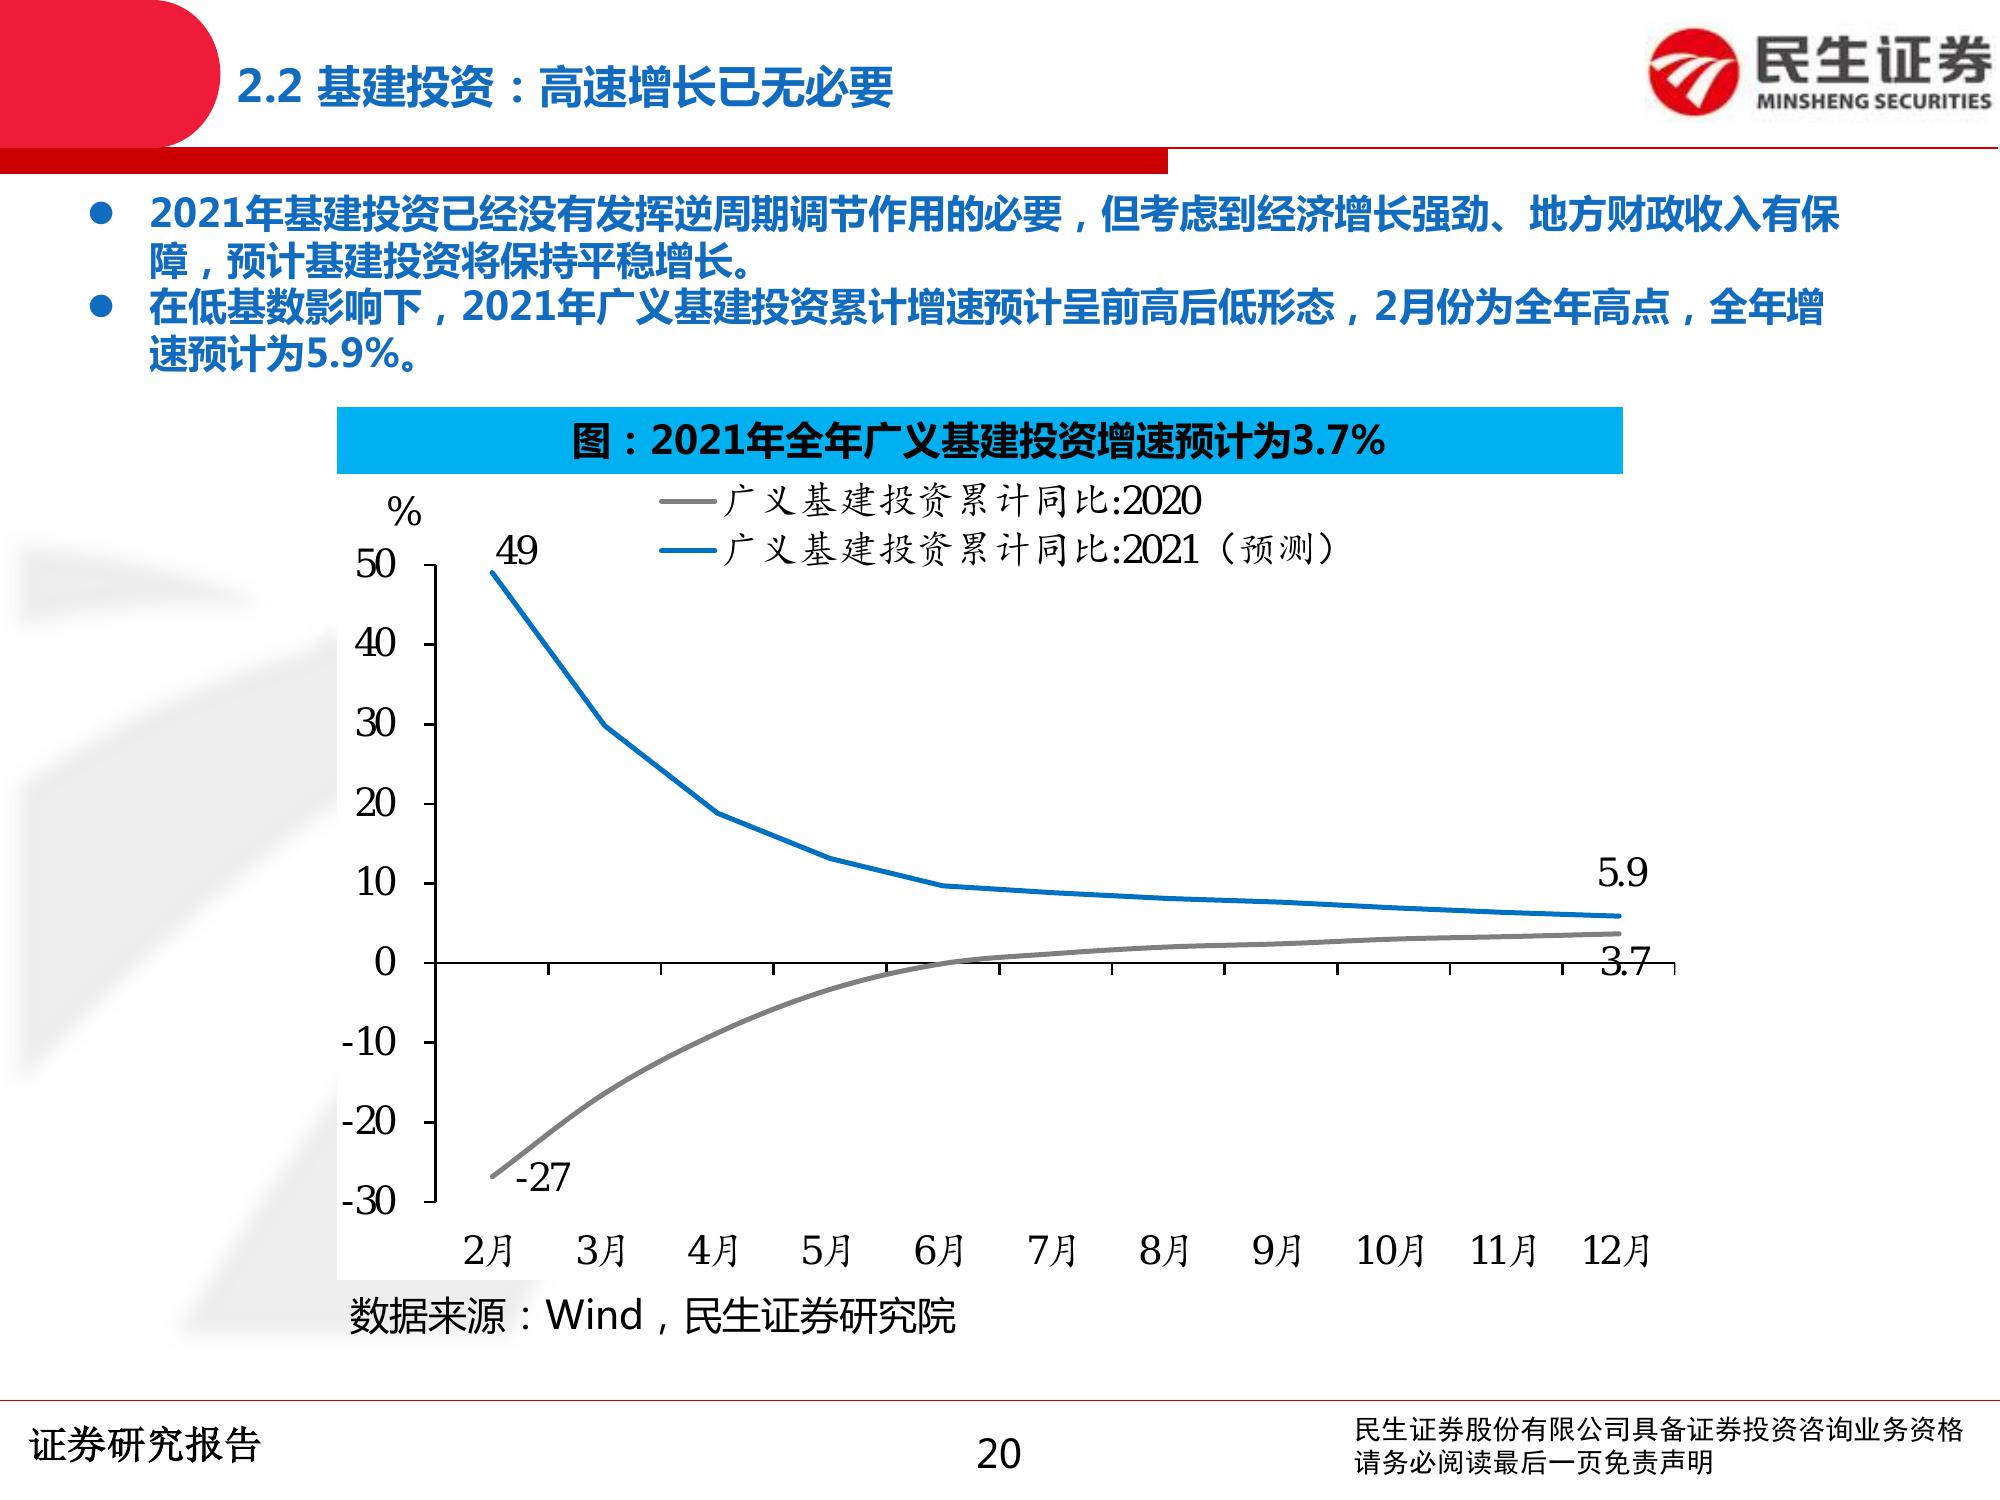 2.2 基建投资：高速增长已无必要
民生证券
MINSHENG SECURITIES
● 2021年基建投资已经没有发挥逆周期调节作用的必要，但考虑到经济增长强劲、地方财政收入有保
障，预计基建投资将保持平稳增长。
● 在低基数影响下，2021年广义基建投资累计增速预计呈前高后低形态，2月份为全年高点，全年增
速预计为5.9%。
图：2021年全年广义基建投资增速预计为3.7%
%
广义基建投资累计同比:2020
广义基建投资累计同比:2021（预测）
50
49
40
30
20
10
5.9
0
3.7
-10
-20
-27
-30
2月 3月 4月 5月 6月 7月 8月 9月 10月 11月 12月
数据来源：Wind，民生证券研究院
证券研究报告
20
民生证券股份有限公司具备证券投资咨询业务资格
请务必阅读最后一页免责声明